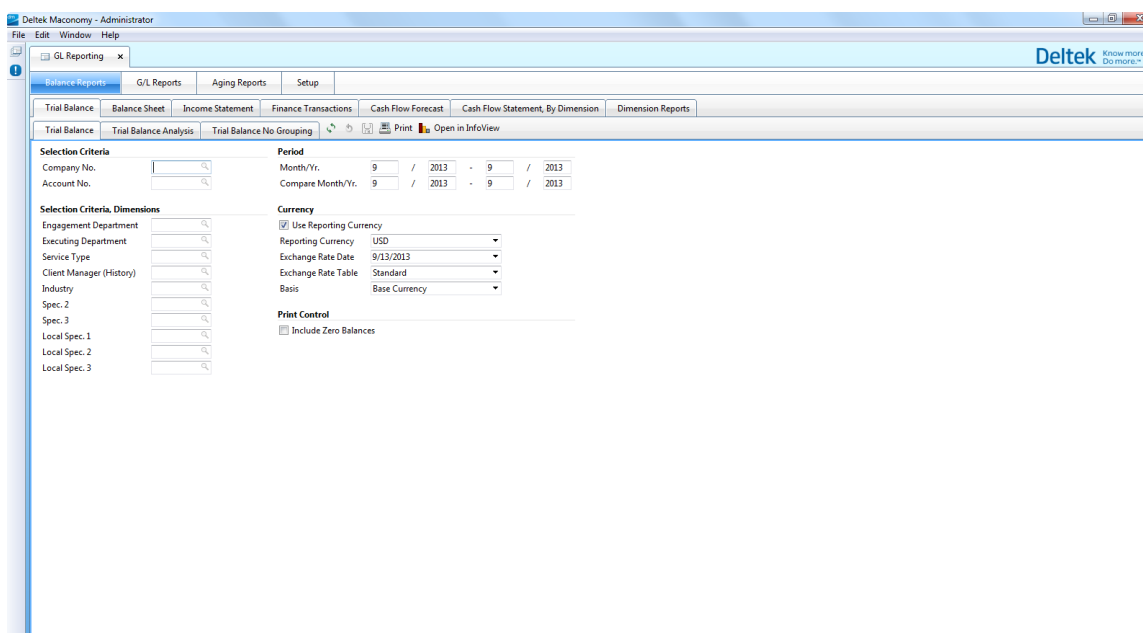 Deltek Maconomy - Administrator
File Edit Window Help
GL Reporting
Deltek Know more. Do more.™
Balance Reports G/L Reports Aging Reports Setup
Trial Balance Balance Sheet Income Statement Finance Transactions Cash Flow Forecast Cash Flow Statement, By Dimension Dimension Reports
Trial Balance Trial Balance Analysis Trial Balance No Grouping Print Open in InfoView
Selection Criteria Period
Company No. Month/Yr. 9 / 2013 - 9 / 2013
Account No. Compare Month/Yr. 9 / 2013 - 9 / 2013
Selection Criteria, Dimensions Currency
Engagement Department Use Reporting Currency
Executing Department Reporting Currency USD
Service Type Exchange Rate Date 9/13/2013
Client Manager (History) Exchange Rate Table Standard
Industry Basis Base Currency
Spec. 2
Spec. 3 Print Control
Local Spec. 1 Include Zero Balances
Local Spec. 2
Local Spec. 3